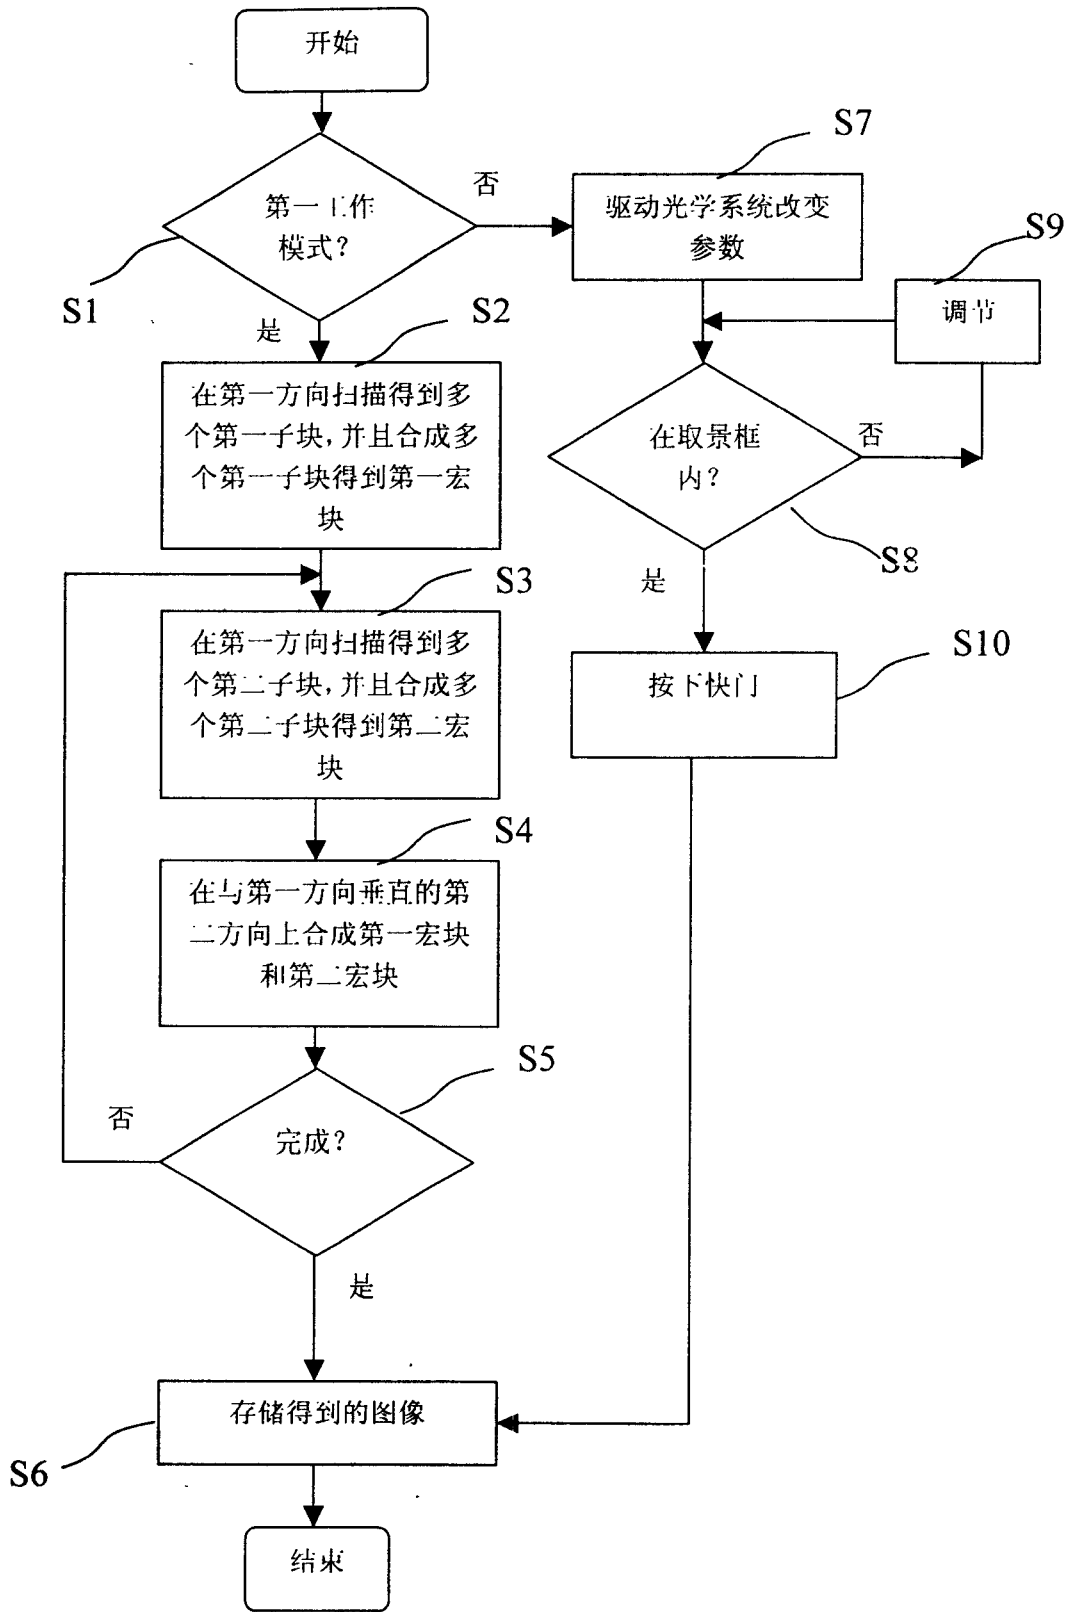 开始
S7
否
第一工作
模式？
驱动光学系统改变
参数
S9
S1
S2
调节
是
在第一方向扫描得到多
个第一子块，并且合成多
个第一子块得到第一宏
块
在取景框
内？
否
S8
S3
是
在第一方向扫描得到多
个第二子块，并且合成多
个第二子块得到第二宏
块
S10
按下快门
S4
在与第一方向垂直的第
二方向上合成第一宏块
和第二宏块
S5
否
完成？
是
存储得到的图像
S6
结束